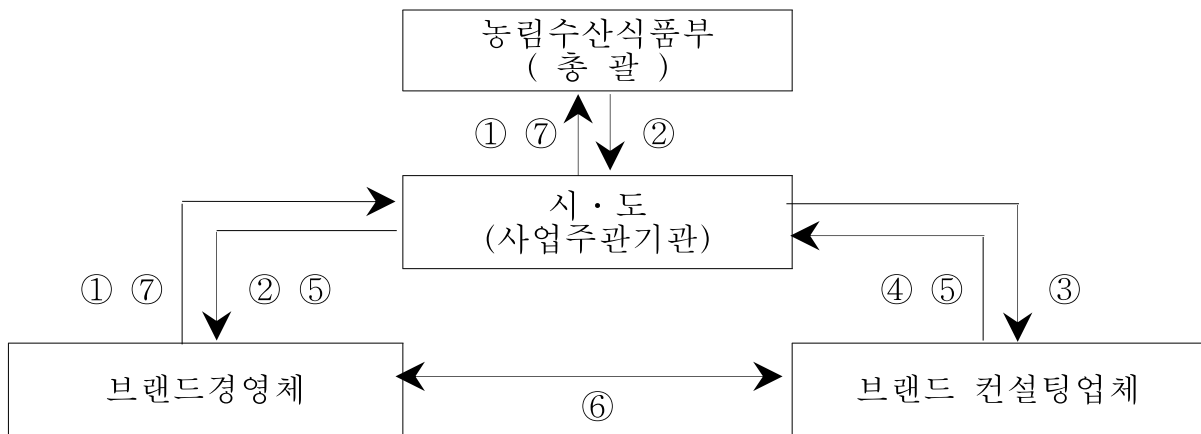 농림수산식품부
( 총 괄 )
① ⑦
②
시 · 도
(사업주관기관)
① ⑦
② ⑤
④ ⑤
③
브랜드경영체
⑥
브랜드 컨설팅업체